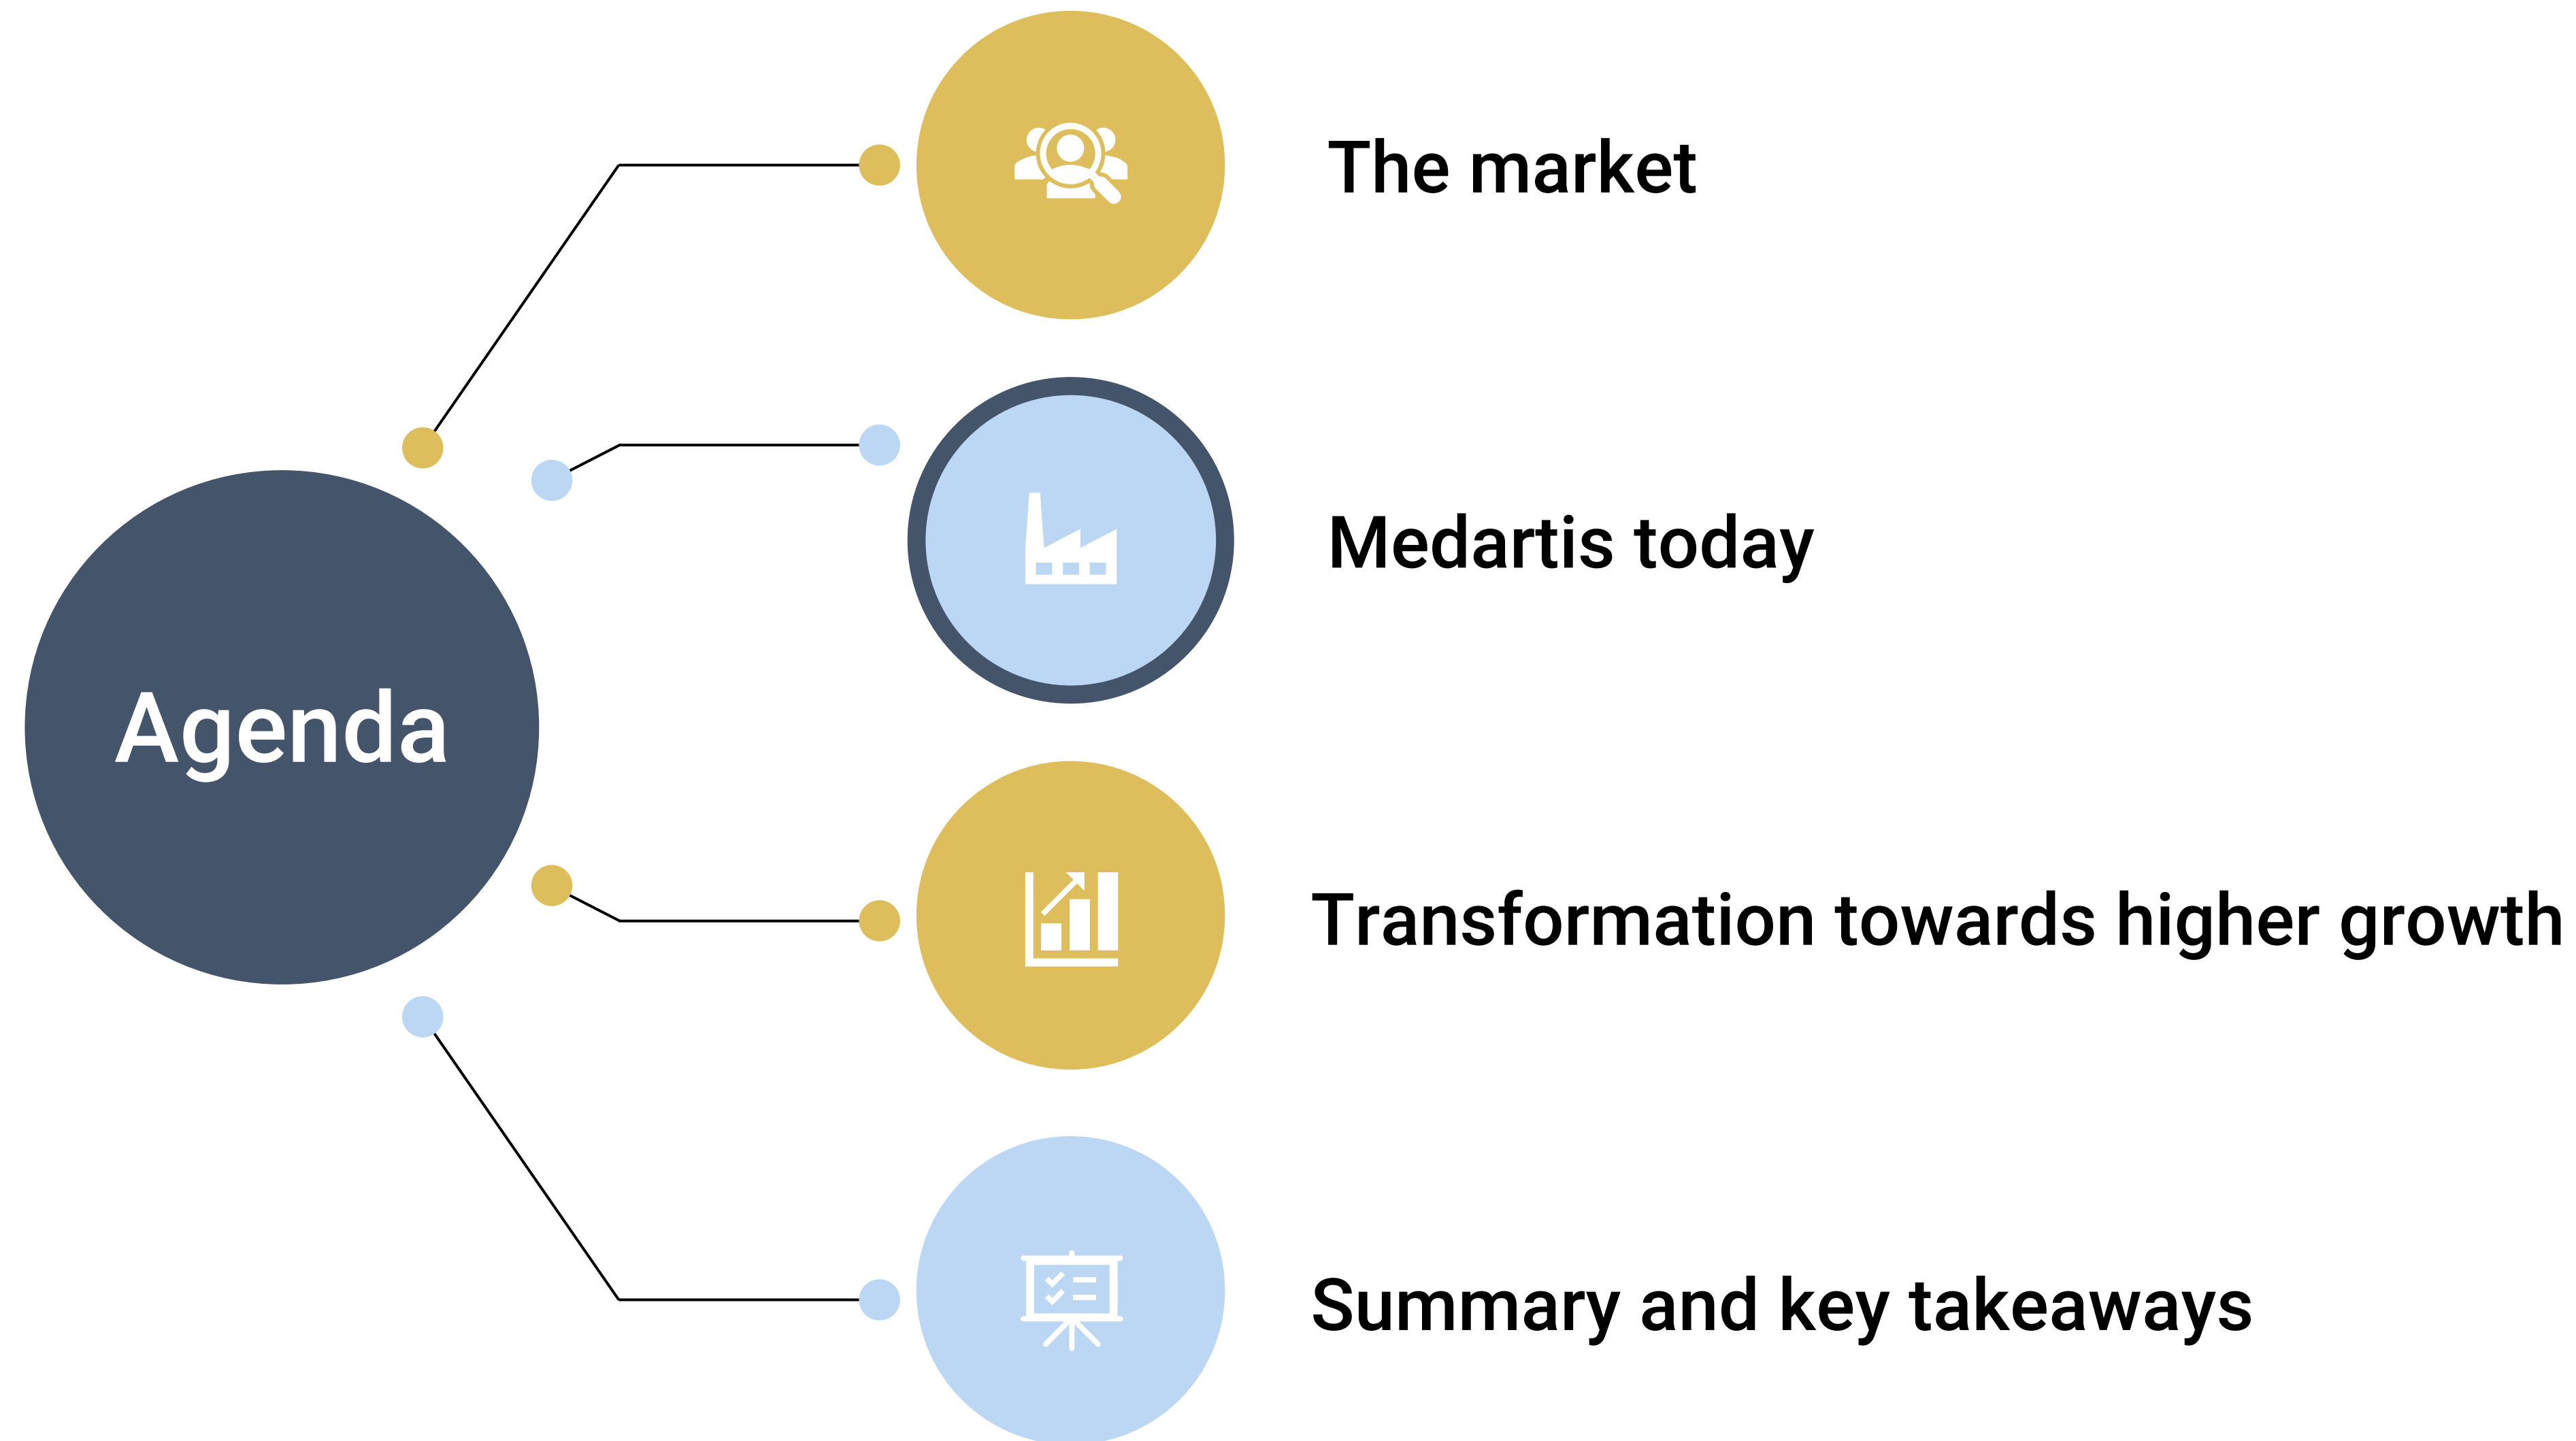 Agenda
The market
Medartis today
Transformation towards higher growth
Summary and key takeaways